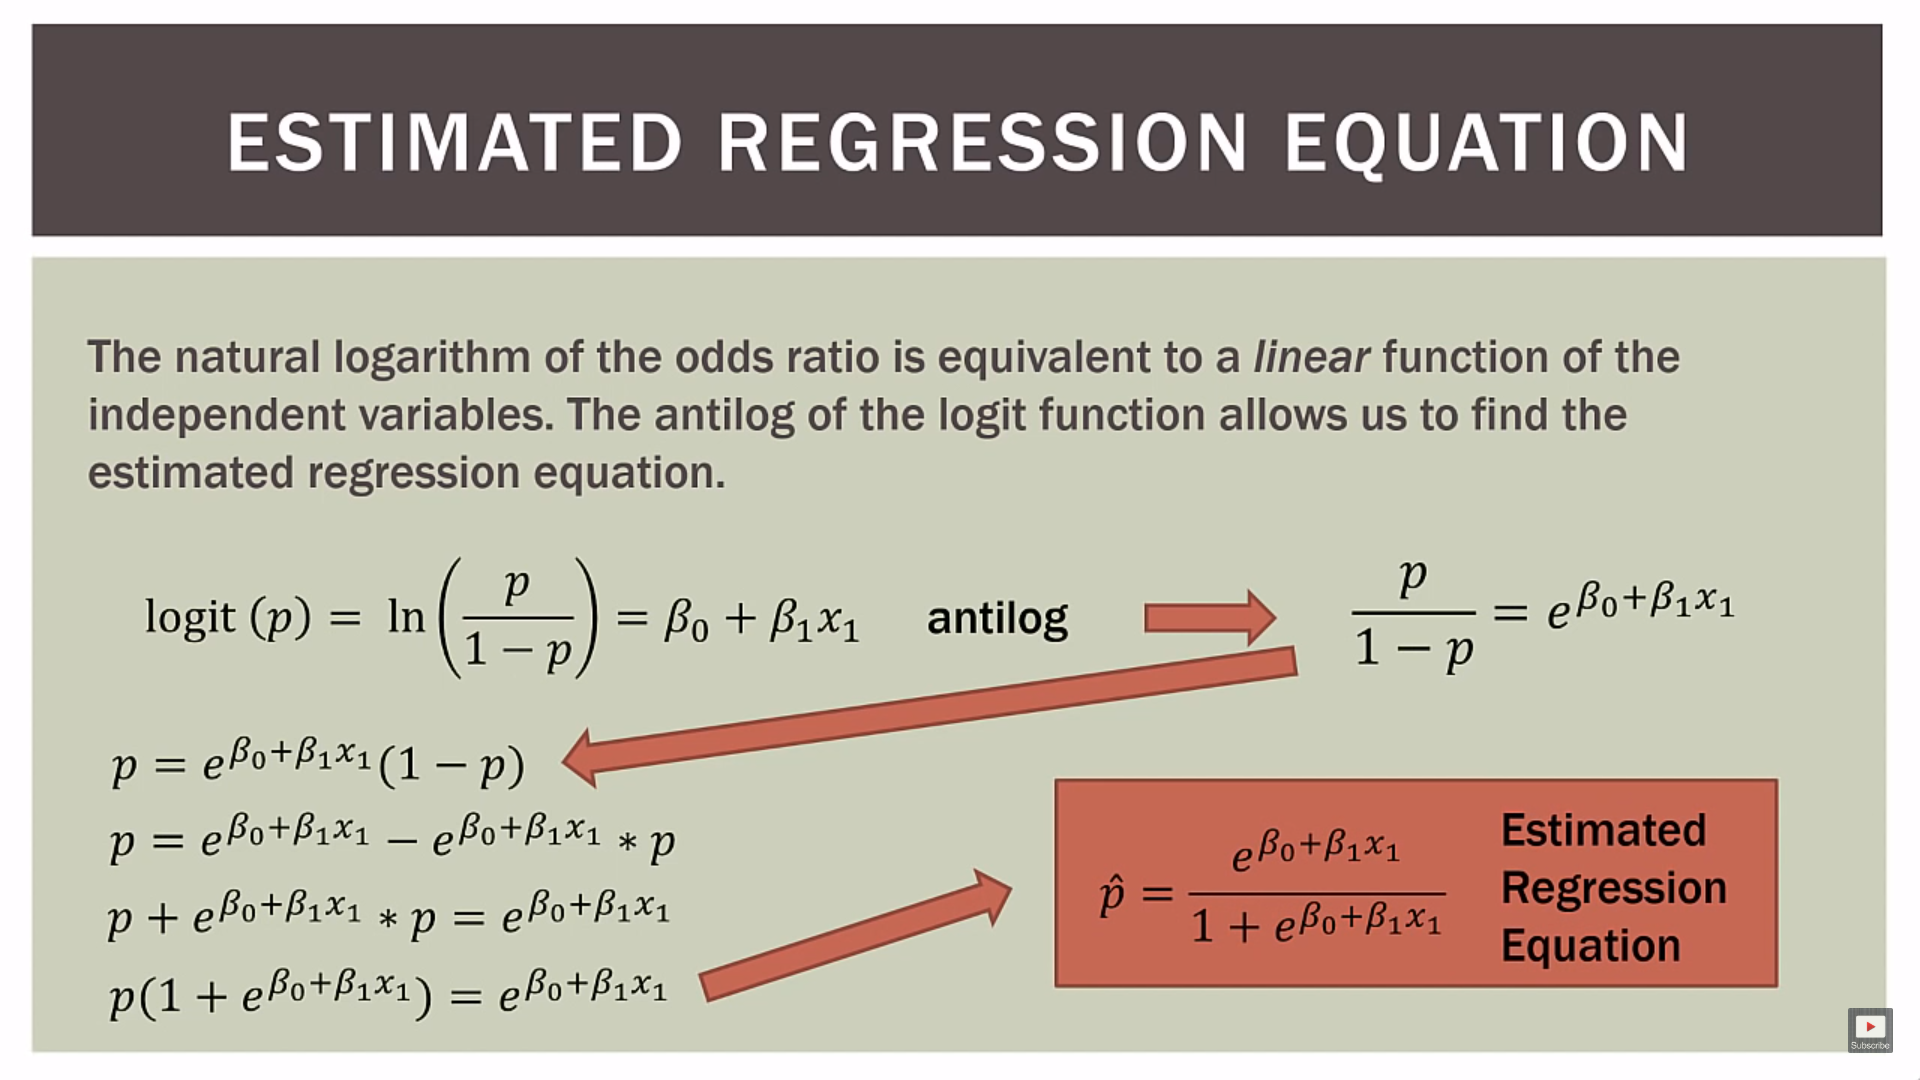 ESTIMATED REGRESSION EQUATION
The natural logarithm of the odds ratio is equivalent to a linear function of the
independent variables. The antilog of the logit function allows us to find the
estimated regression equation.
logit (p) = ln(p / (1 − p)) = β₀ + β₁x₁ antilog p / (1 − p) = e^(β₀+β₁x₁)
p = e^(β₀+β₁x₁)(1 − p)
p = e^(β₀+β₁x₁) − e^(β₀+β₁x₁) * p
p + e^(β₀+β₁x₁) * p = e^(β₀+β₁x₁)
p(1 + e^(β₀+β₁x₁)) = e^(β₀+β₁x₁)
p̂ = e^(β₀+β₁x₁) / (1 + e^(β₀+β₁x₁))
Estimated
Regression
Equation
Subscribe